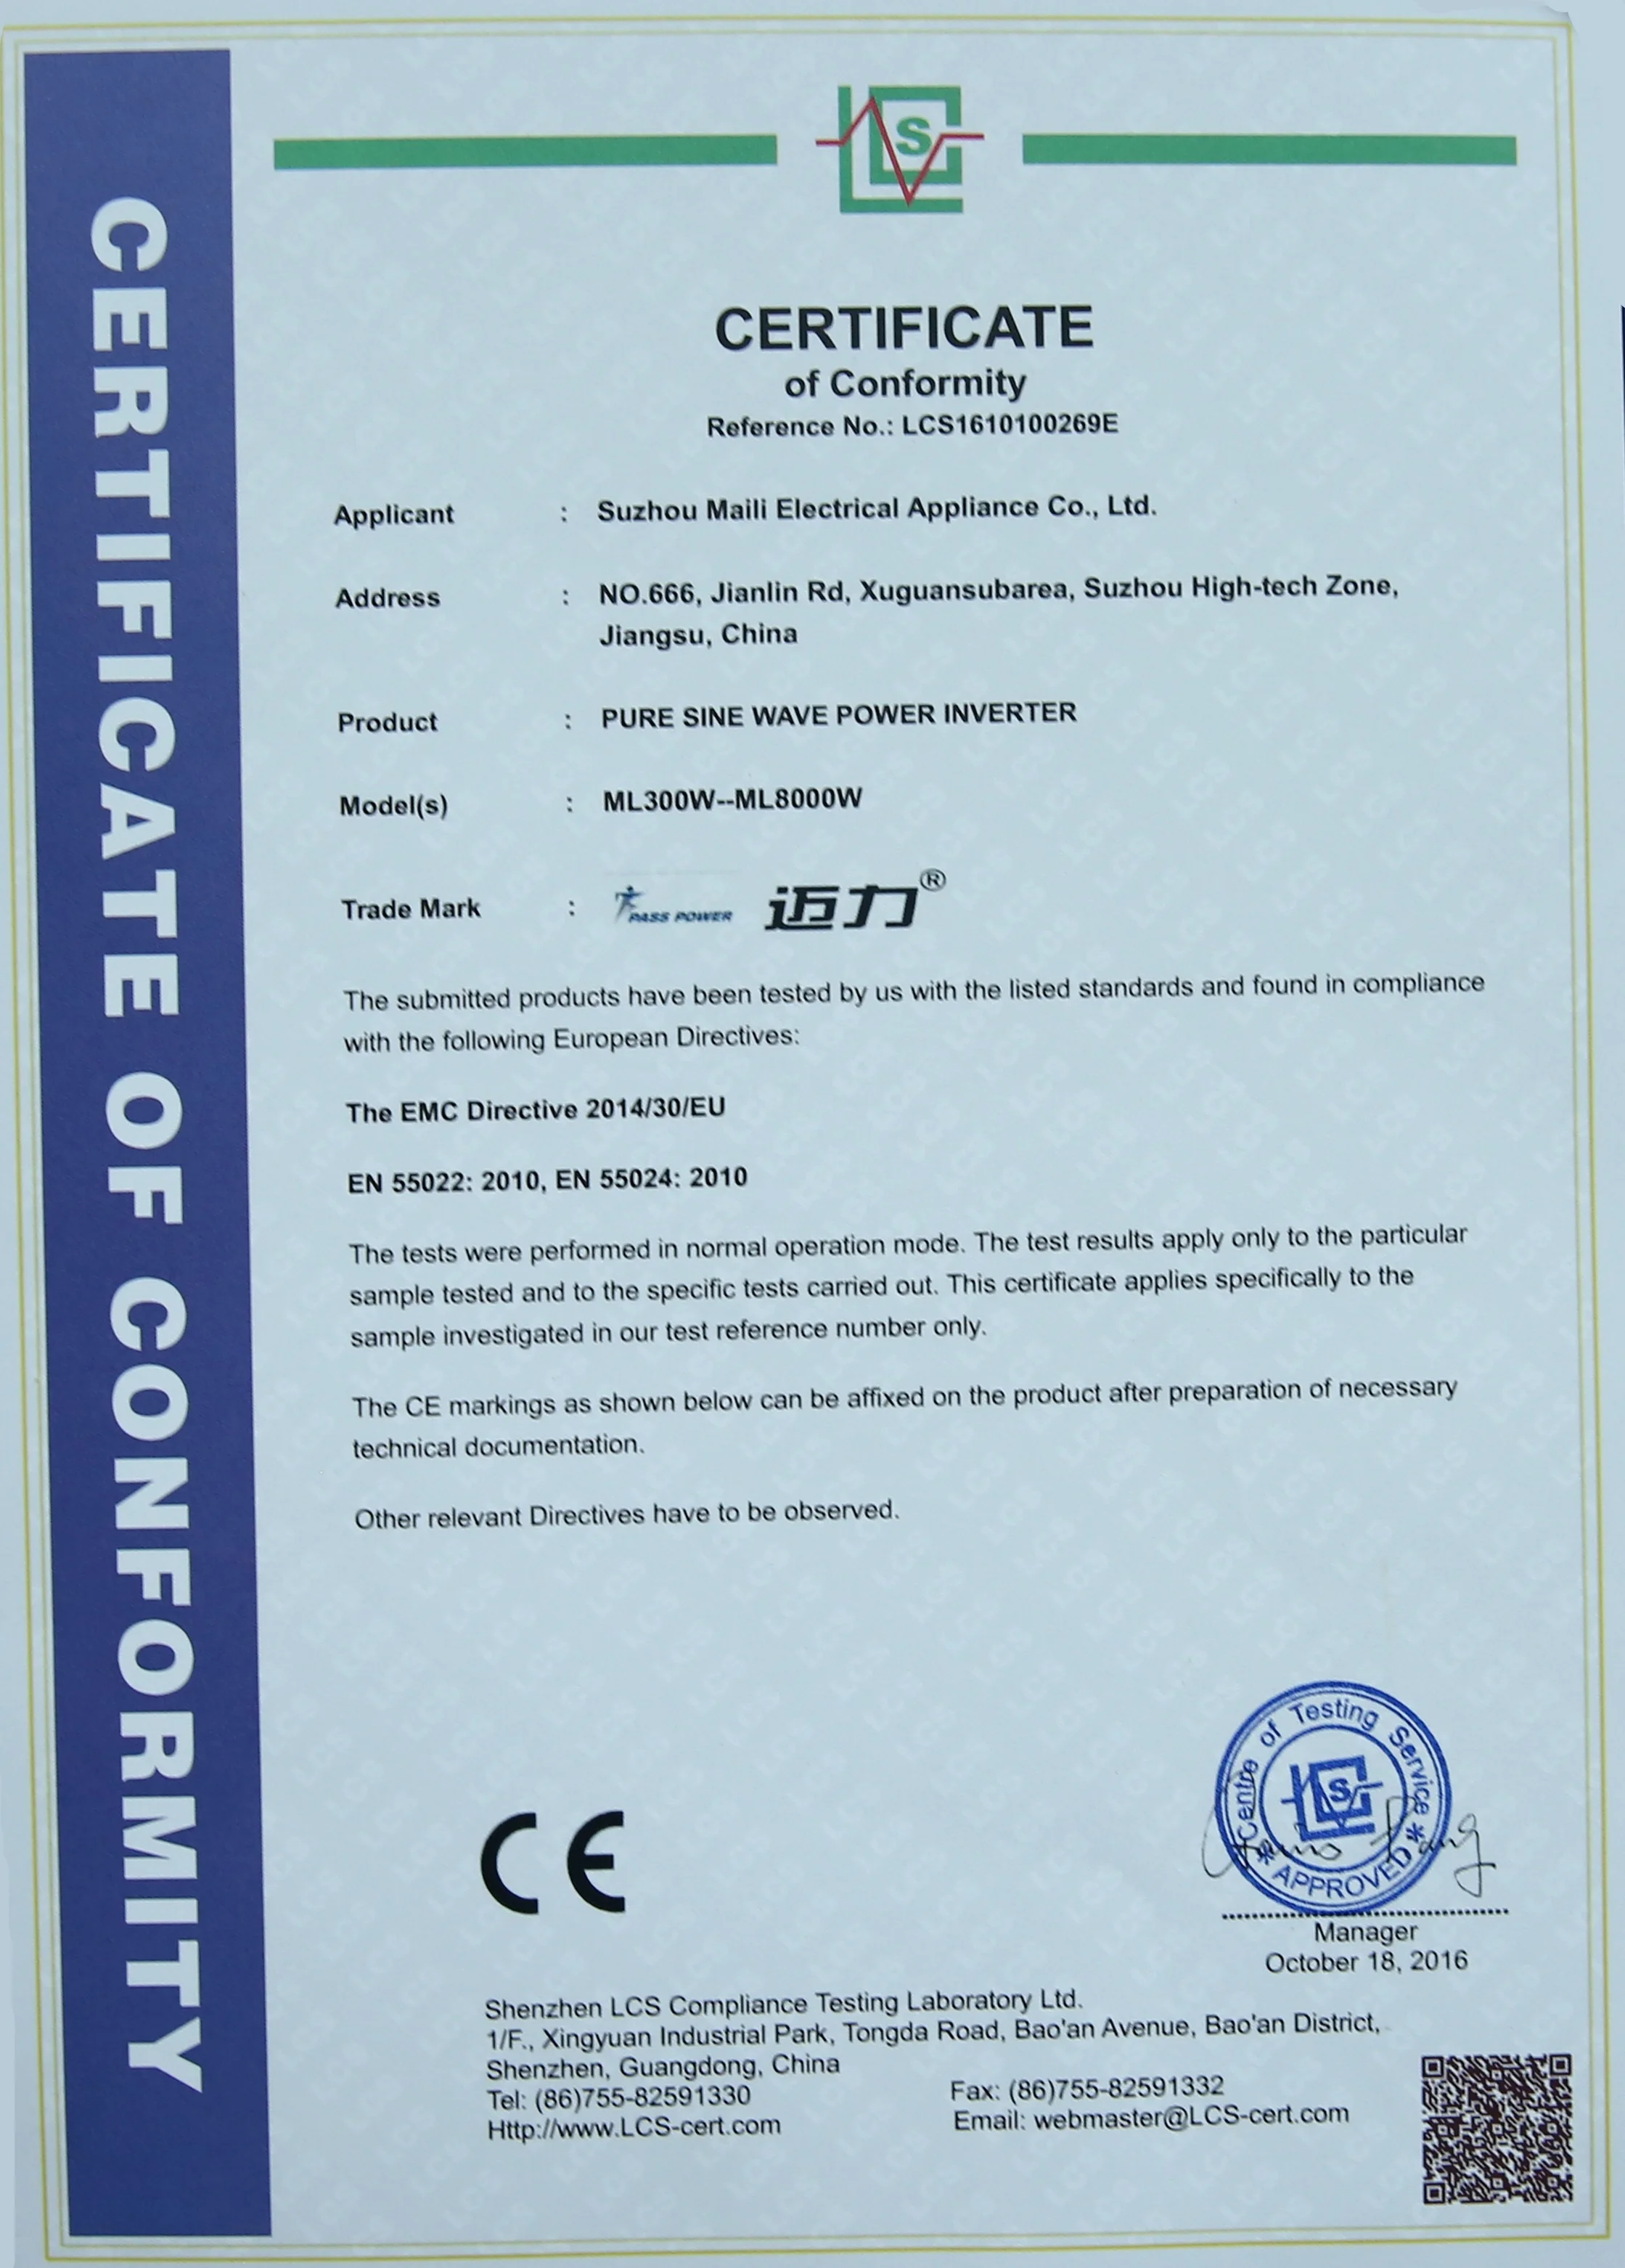 CERTIFICATE OF CONFORMITY
LCS
CERTIFICATE
of Conformity
Reference No.: LCS1610100269E
Applicant : Suzhou Maili Electrical Appliance Co., Ltd.
Address : NO.666, Jianlin Rd, Xuguansubarea, Suzhou High-tech Zone,
Jiangsu, China
Product : PURE SINE WAVE POWER INVERTER
Model(s) : ML300W--ML8000W
Trade Mark : PASS POWER 迈力®
The submitted products have been tested by us with the listed standards and found in compliance
with the following European Directives:
The EMC Directive 2014/30/EU
EN 55022: 2010, EN 55024: 2010
The tests were performed in normal operation mode. The test results apply only to the particular
sample tested and to the specific tests carried out. This certificate applies specifically to the
sample investigated in our test reference number only.
The CE markings as shown below can be affixed on the product after preparation of necessary
technical documentation.
Other relevant Directives have to be observed.
CE
Centre of Testing Service
LCS
* APPROVED *
Manager
October 18, 2016
Shenzhen LCS Compliance Testing Laboratory Ltd.
1/F., Xingyuan Industrial Park, Tongda Road, Bao'an Avenue, Bao'an District,
Shenzhen, Guangdong, China
Tel: (86)755-82591330 Fax: (86)755-82591332
Http://www.LCS-cert.com Email: webmaster@LCS-cert.com